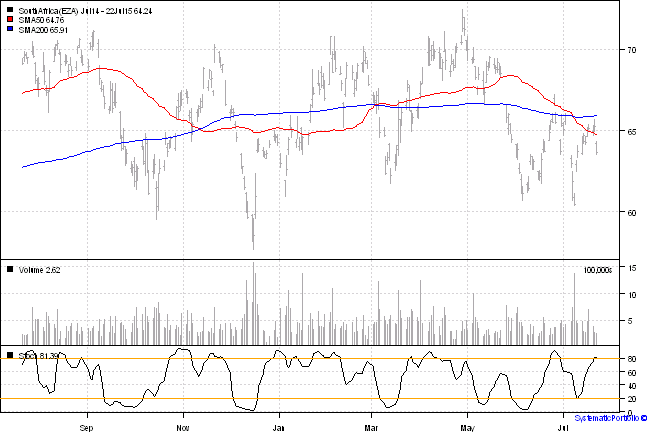 SouthAfrica(EZA) Jul14 - 22Jul15 64.24
SMA50 64.76
SMA200 65.91
70
65
60
Volume 2.62
100,000s
15
10
5
Stoch 81.39
80
60
40
20
0
Sep
Nov
Jan
Mar
May
Jul
SystematicPortfolio ©